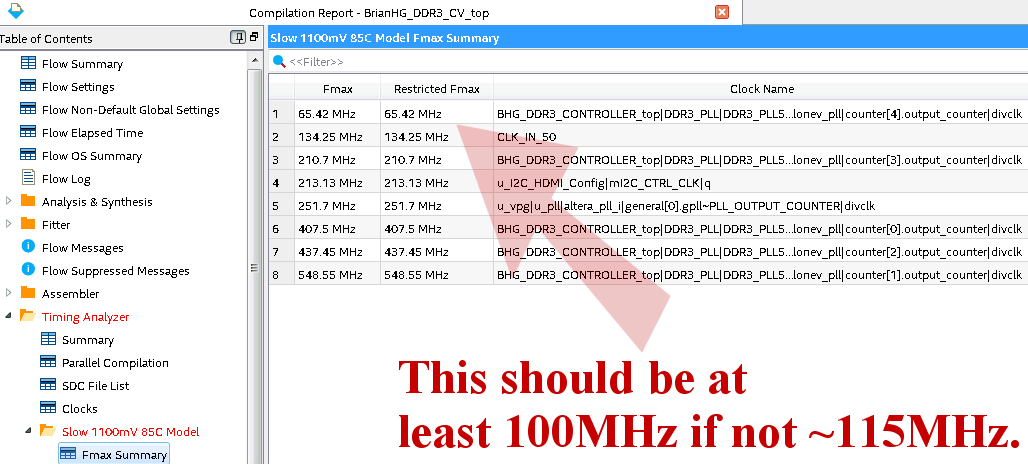 Compilation Report - BrianHG_DDR3_CV_top
Table of Contents
Flow Summary
Flow Settings
Flow Non-Default Global Settings
Flow Elapsed Time
Flow OS Summary
Flow Log
Analysis & Synthesis
Fitter
Flow Messages
Flow Suppressed Messages
Assembler
Timing Analyzer
Summary
Parallel Compilation
SDC File List
Clocks
Slow 1100mV 85C Model
Fmax Summary
Slow 1100mV 85C Model Fmax Summary
<<Filter>>
Fmax Restricted Fmax Clock Name
1 65.42 MHz 65.42 MHz BHG_DDR3_CONTROLLER_top|DDR3_PLL|DDR3_PLL5...lonev_pll|counter[4].output_counter|divclk
2 134.25 MHz 134.25 MHz CLK_IN_50
3 210.7 MHz 210.7 MHz BHG_DDR3_CONTROLLER_top|DDR3_PLL|DDR3_PLL5...lonev_pll|counter[3].output_counter|divclk
4 213.13 MHz 213.13 MHz u_I2C_HDMI_Config|mI2C_CTRL_CLK|q
5 251.7 MHz 251.7 MHz u_vpg|u_pll|altera_pll_i|general[0].gpll~PLL_OUTPUT_COUNTER|divclk
6 407.5 MHz 407.5 MHz BHG_DDR3_CONTROLLER_top|DDR3_PLL|DDR3_PLL5...lonev_pll|counter[0].output_counter|divclk
7 437.45 MHz 437.45 MHz BHG_DDR3_CONTROLLER_top|DDR3_PLL|DDR3_PLL5...lonev_pll|counter[2].output_counter|divclk
8 548.55 MHz 548.55 MHz BHG_DDR3_CONTROLLER_top|DDR3_PLL|DDR3_PLL5...lonev_pll|counter[1].output_counter|divclk
This should be at
least 100MHz if not ~115MHz.